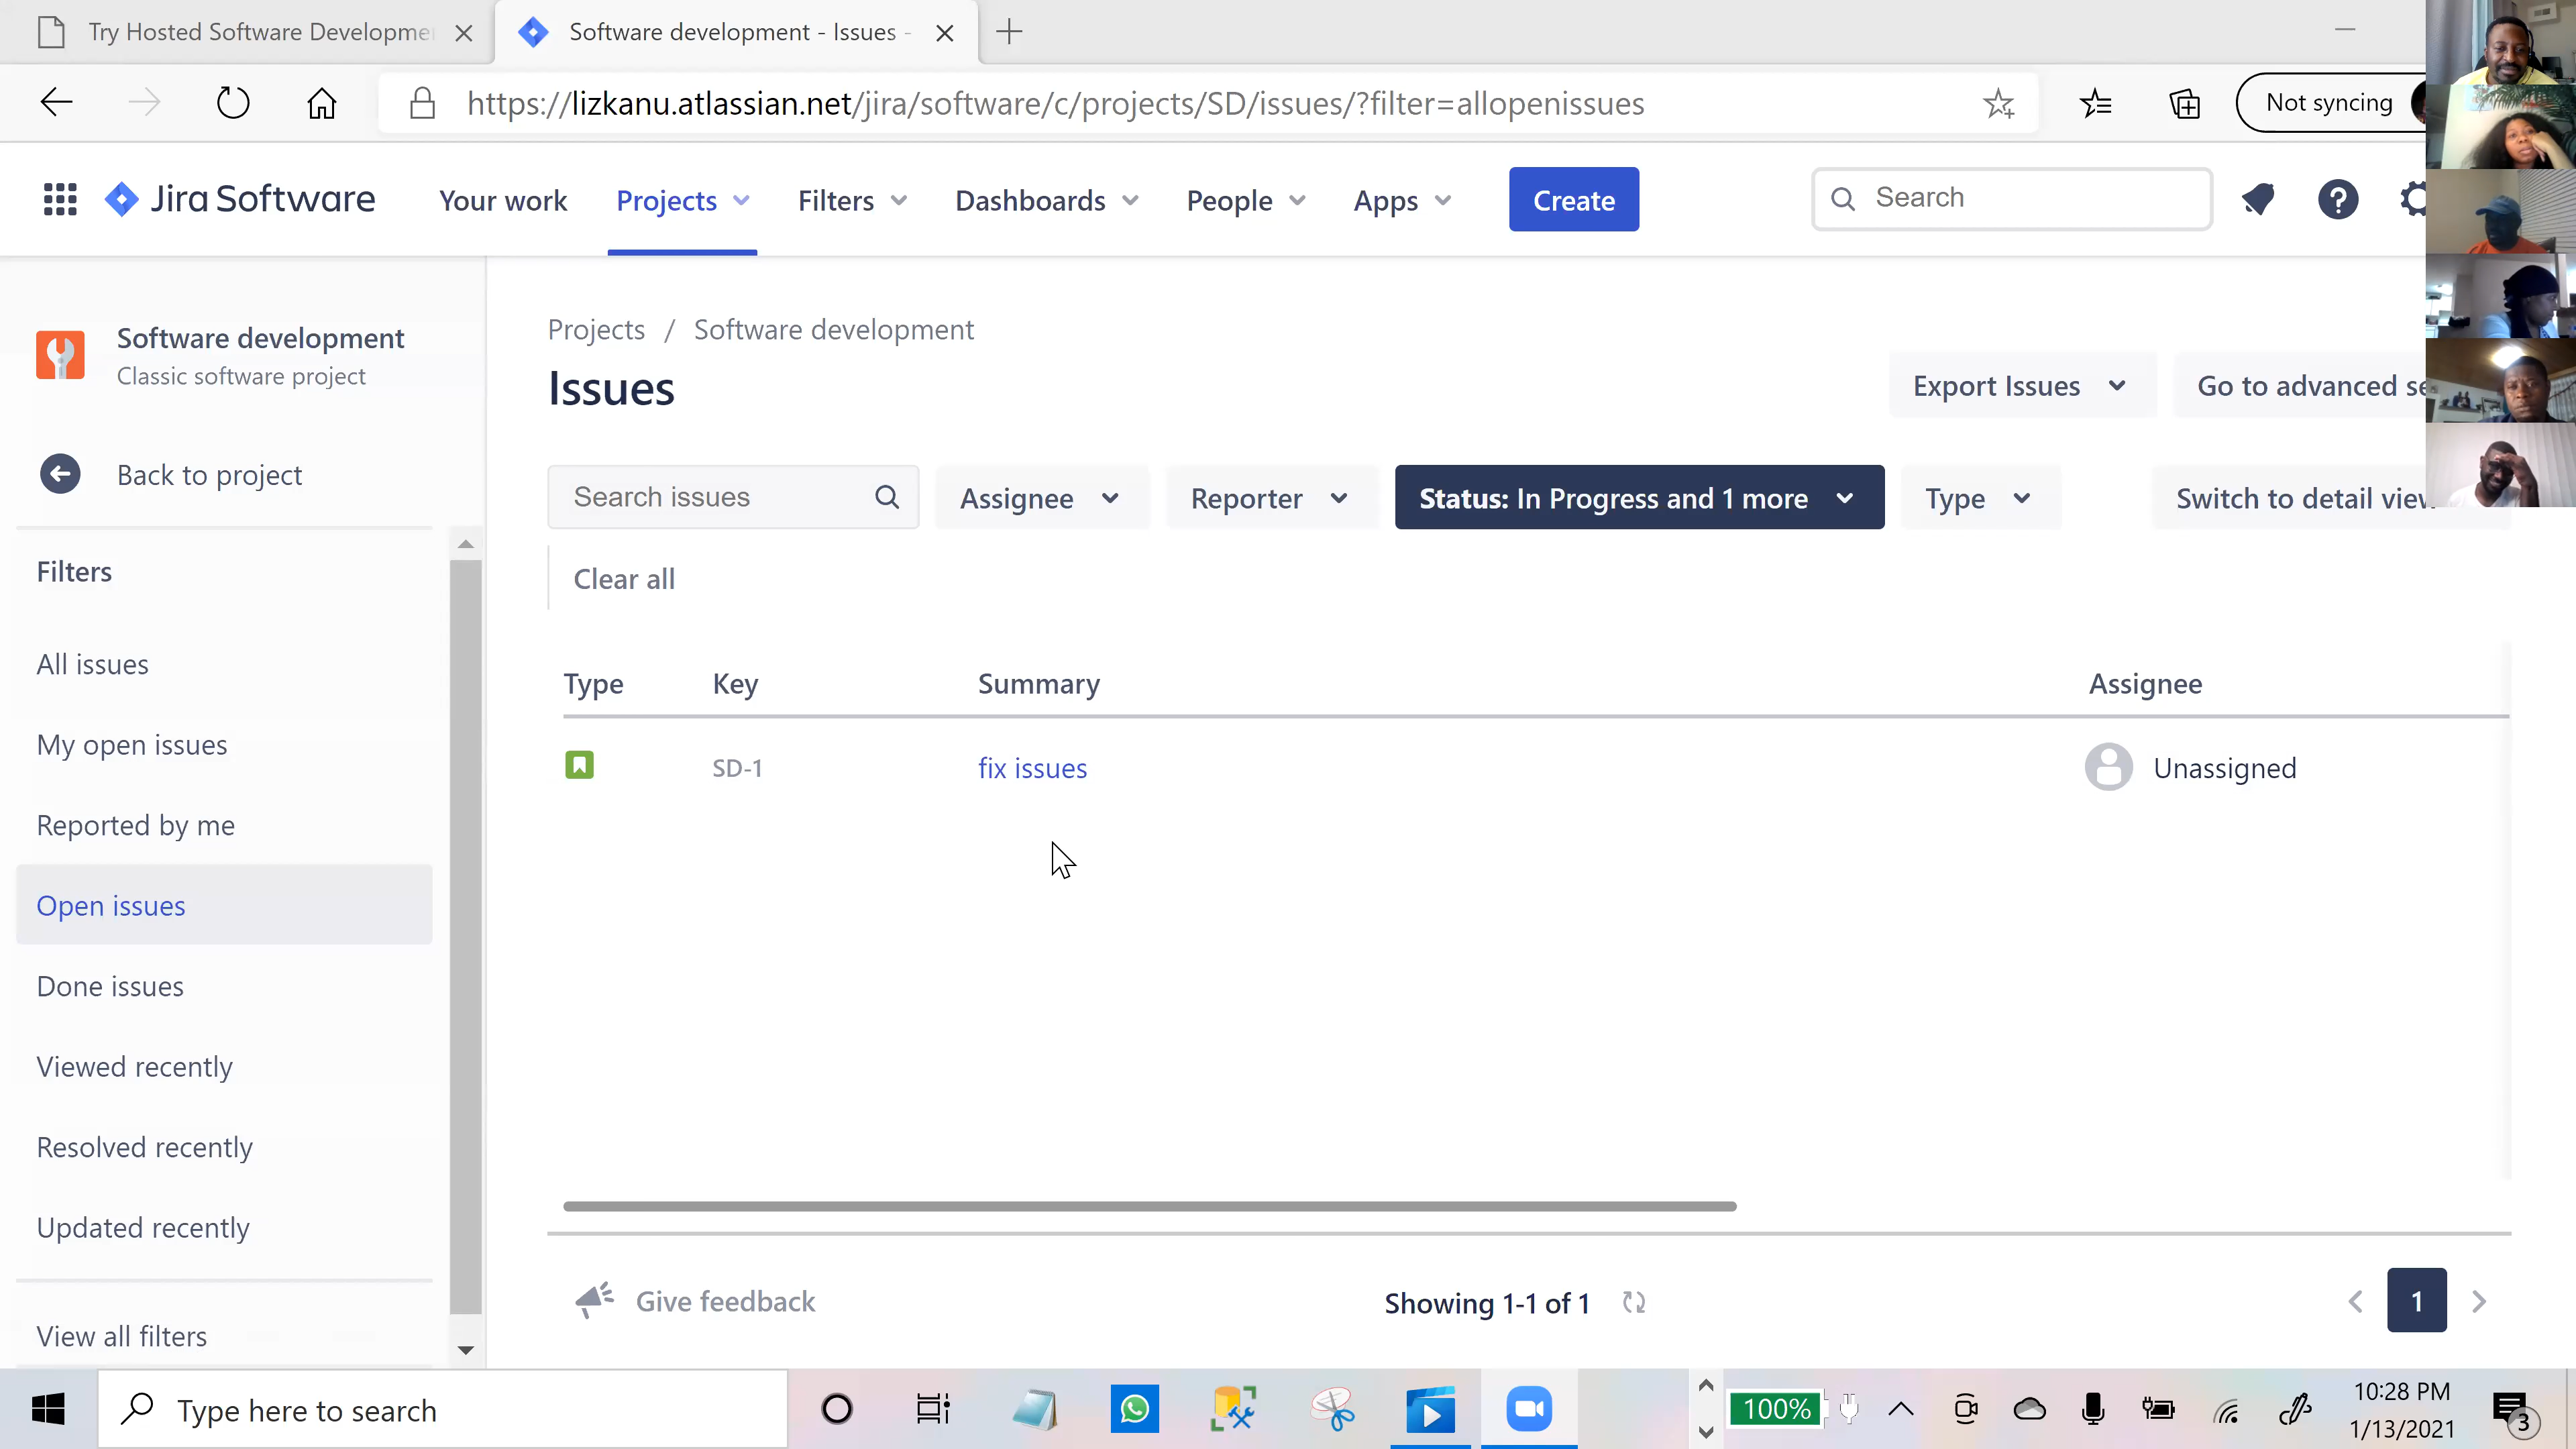 Try Hosted Software Developme
Software development - Issues -
https://lizkanu.atlassian.net/jira/software/c/projects/SD/issues/?filter=allopenissues
Not syncing
Jira Software
Your work
Projects
Filters
Dashboards
People
Apps
Create
Search
Software development
Classic software project
Back to project
Filters
All issues
My open issues
Reported by me
Open issues
Done issues
Viewed recently
Resolved recently
Updated recently
View all filters
Projects / Software development
Issues
Export Issues
Go to advanced se
Search issues
Assignee
Reporter
Status: In Progress and 1 more
Type
Switch to detail view
Clear all
Type Key Summary Assignee
SD-1 fix issues Unassigned
Give feedback
Showing 1-1 of 1
1
Type here to search
100%
10:28 PM
1/13/2021
3